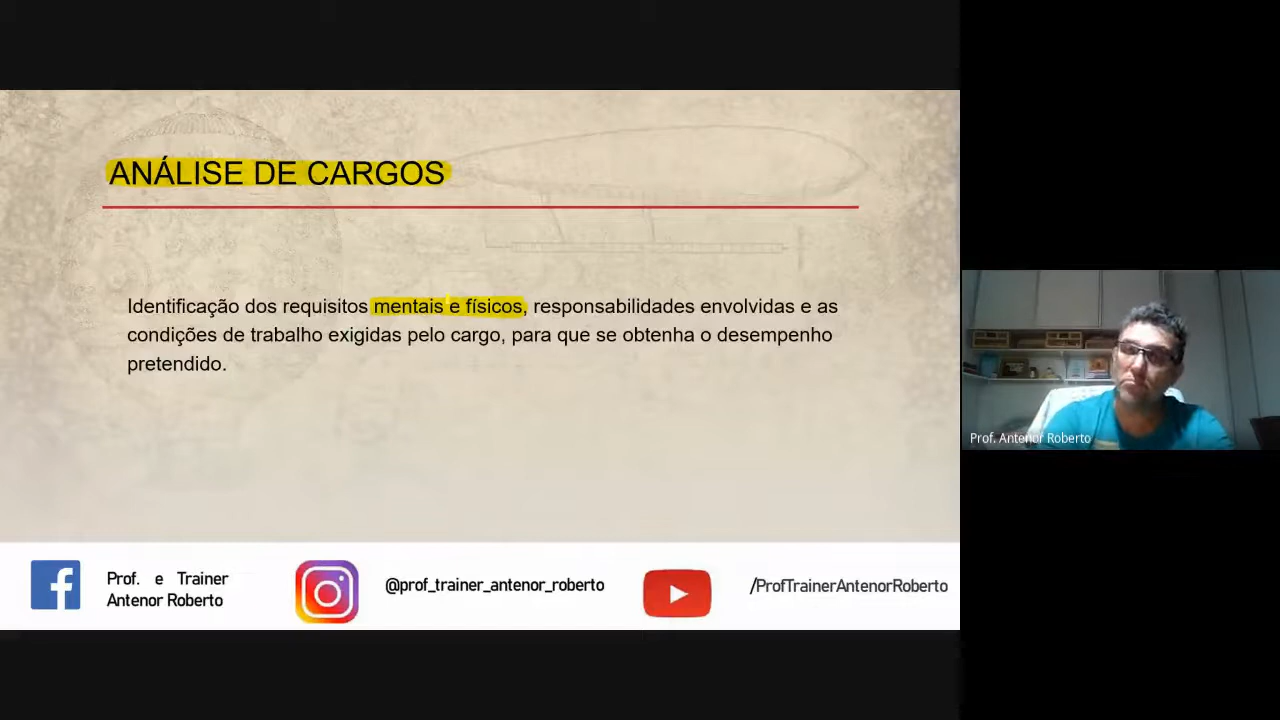 ANÁLISE DE CARGOS
Identificação dos requisitos mentais e físicos, responsabilidades envolvidas e as
condições de trabalho exigidas pelo cargo, para que se obtenha o desempenho
pretendido.
Prof. Antenor Roberto
Prof. e Trainer
Antenor Roberto
@prof_trainer_antenor_roberto
/ProfTrainerAntenorRoberto